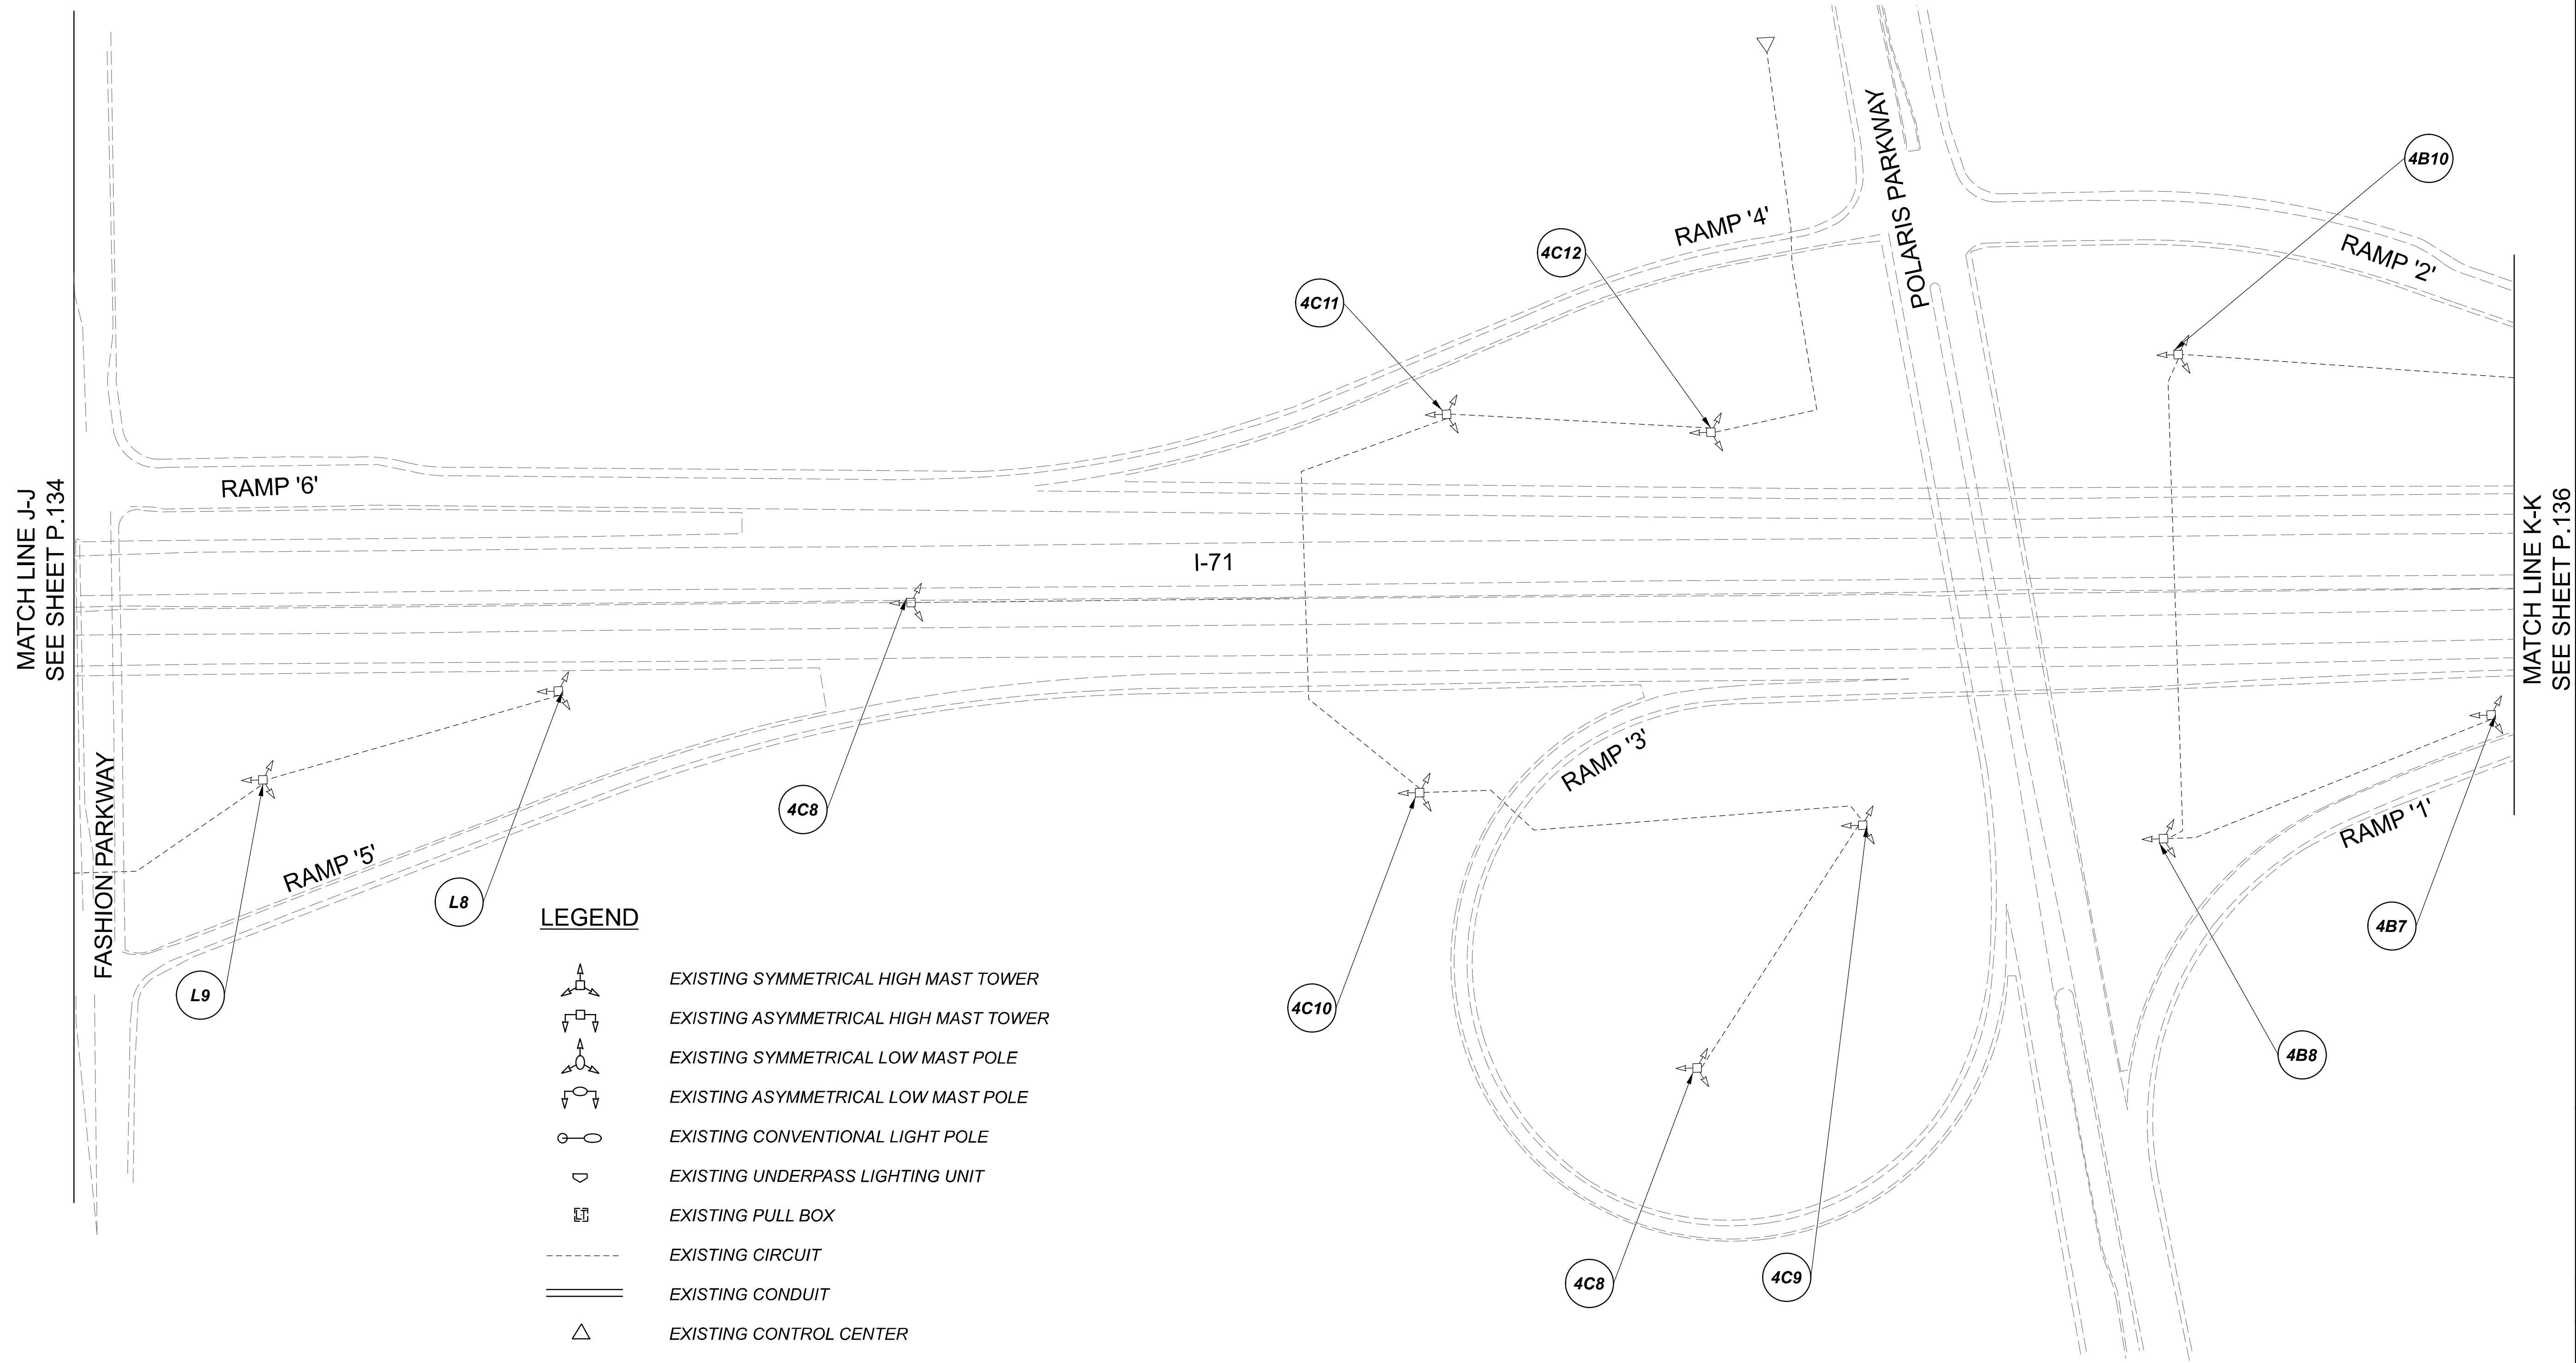 4B10
POLARIS PARKWAY
RAMP '4'
RAMP '2'
4C12
4C11
MATCH LINE J-J
SEE SHEET P.134
RAMP '6'
I-71
MATCH LINE K-K
SEE SHEET P.136
RAMP '3'
4C8
RAMP '1'
FASHION PARKWAY
RAMP '5'
L8
4B7
L9
4C10
4B8
4C8
4C9
LEGEND
EXISTING SYMMETRICAL HIGH MAST TOWER
EXISTING ASYMMETRICAL HIGH MAST TOWER
EXISTING SYMMETRICAL LOW MAST POLE
EXISTING ASYMMETRICAL LOW MAST POLE
EXISTING CONVENTIONAL LIGHT POLE
EXISTING UNDERPASS LIGHTING UNIT
LT
EXISTING PULL BOX
EXISTING CIRCUIT
EXISTING CONDUIT
EXISTING CONTROL CENTER